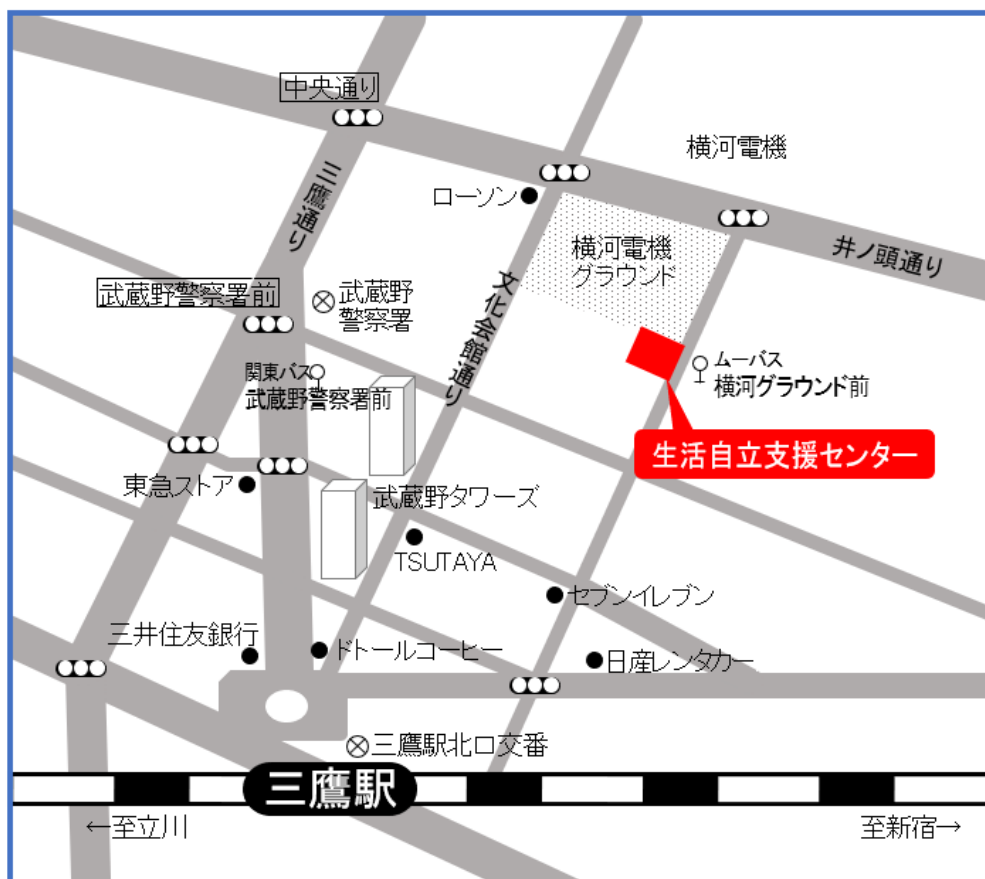 中央通り
横河電機
ローソン
三鷹通り
横河電機
グラウンド
井ノ頭通り
武蔵野警察署前
武蔵野
警察署
文化会館通り
関東バス
武蔵野警察署前
ムーバス
横河グラウンド前
生活自立支援センター
東急ストア
武蔵野タワーズ
TSUTAYA
セブンイレブン
三井住友銀行
ドトールコーヒー
日産レンタカー
三鷹駅北口交番
三鷹駅
←至立川
至新宿→